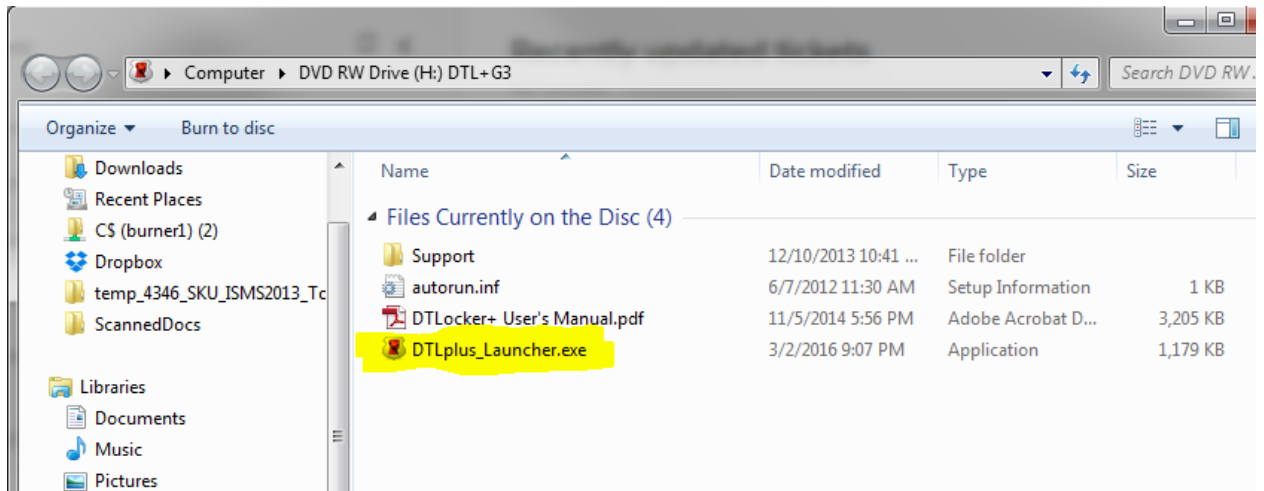 Recently updated tickets
Computer DVD RW Drive (H:) DTL+G3 Search DVD RW...
Organize Burn to disc
Downloads
Recent Places
C$ (burner1) (2)
Dropbox
temp_4346_SKU_ISMS2013_Tc
ScannedDocs
Libraries
Documents
Music
Pictures
Name Date modified Type Size
Files Currently on the Disc (4)
Support 12/10/2013 10:41 ... File folder
autorun.inf 6/7/2012 11:30 AM Setup Information 1 KB
DTLocker+ User's Manual.pdf 11/5/2014 5:56 PM Adobe Acrobat D... 3,205 KB
DTLplus_Launcher.exe 3/2/2016 9:07 PM Application 1,179 KB